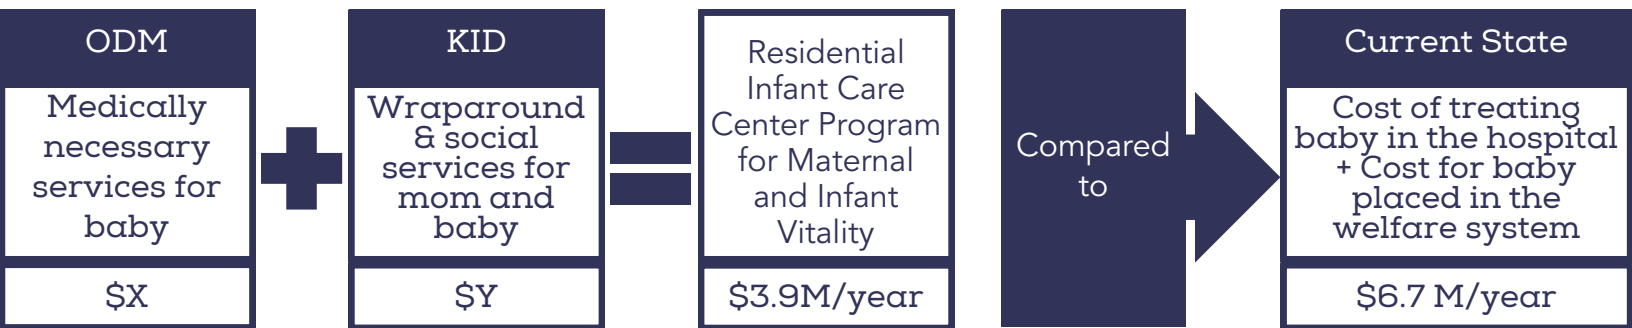 ODM
Medically
necessary
services for
baby
$X
KID
Wraparound
& social
services for
mom and
baby
$Y
Residential
Infant Care
Center Program
for Maternal
and Infant
Vitality
$3.9M/year
Compared
to
Current State
Cost of treating
baby in the hospital
+ Cost for baby
placed in the
welfare system
$6.7 M/year